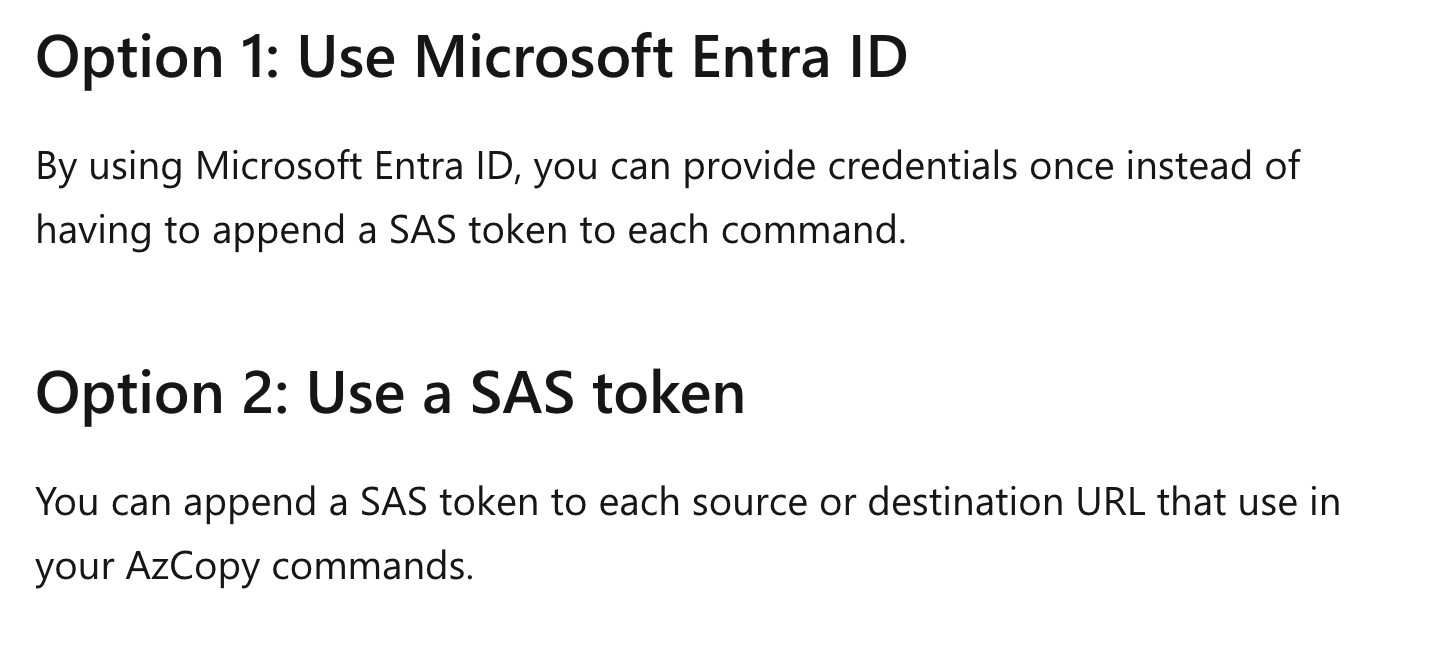 Option 1: Use Microsoft Entra ID
By using Microsoft Entra ID, you can provide credentials once instead of
having to append a SAS token to each command.
Option 2: Use a SAS token
You can append a SAS token to each source or destination URL that use in
your AzCopy commands.